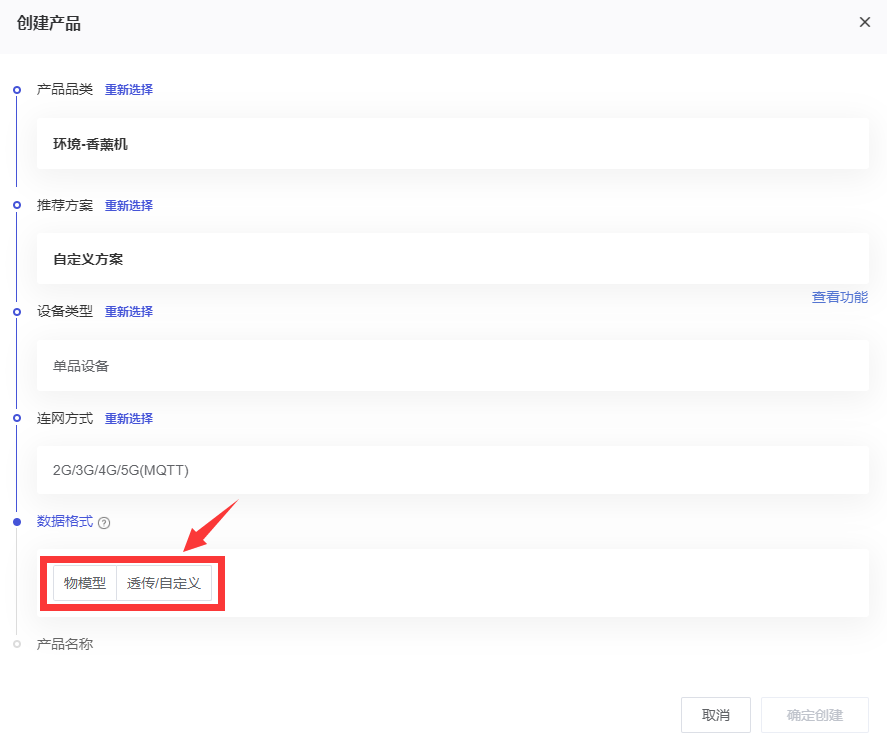 创建产品
产品品类 重新选择
环境-香薰机
推荐方案 重新选择
自定义方案
查看功能
设备类型 重新选择
单品设备
连网方式 重新选择
2G/3G/4G/5G(MQTT)
数据格式 ?
物模型 透传/自定义
产品名称
取消 确定创建